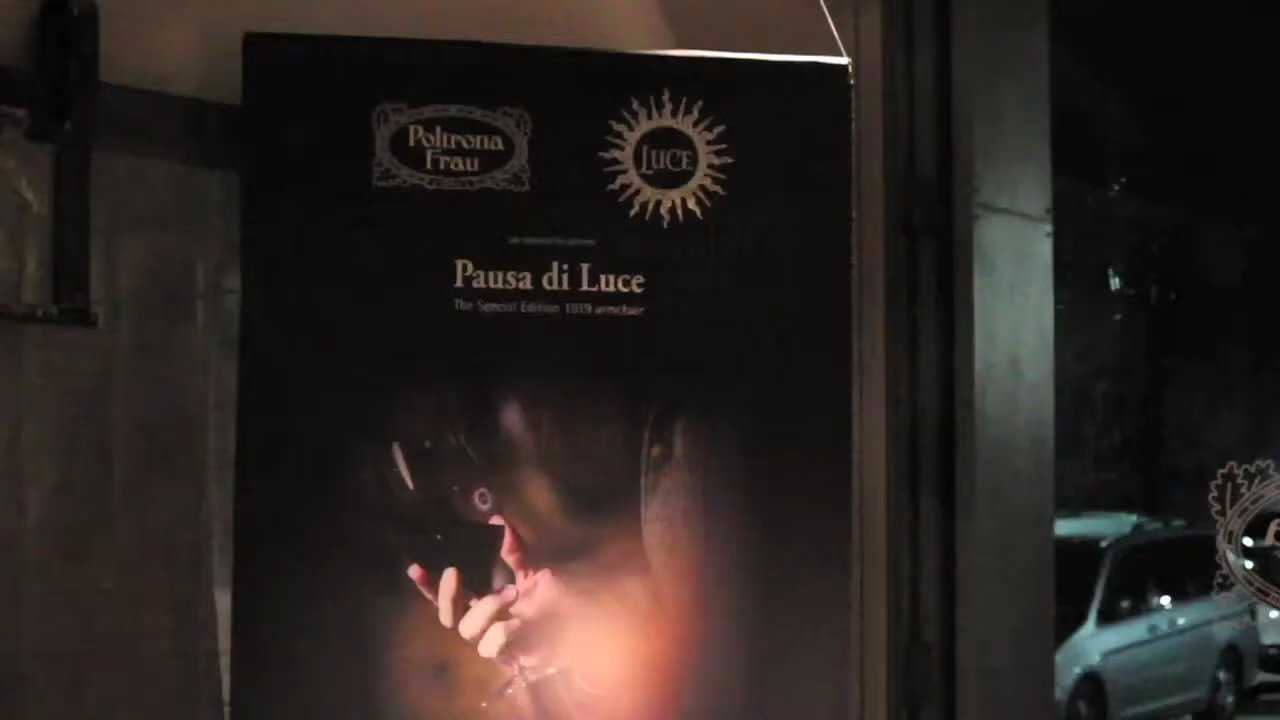 Poltrona
Frau
LUCE
Pausa di Luce
The Special Edition 1919 armchair